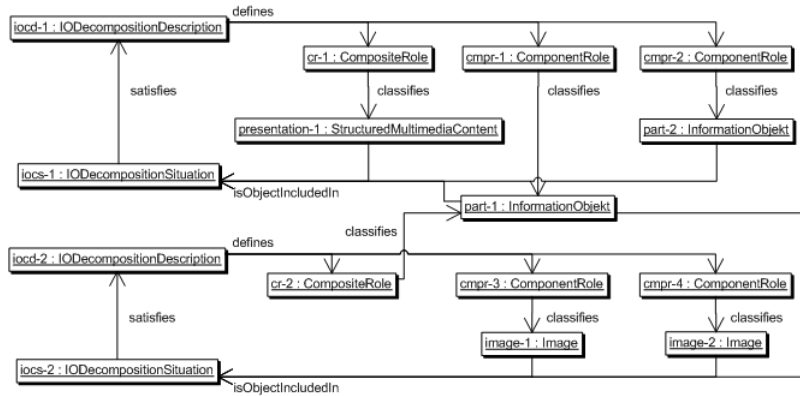 iocd-1 : IODecompositionDescription
defines
cr-1 : CompositeRole
cmpr-1 : ComponentRole
cmpr-2 : ComponentRole
satisfies
classifies
classifies
classifies
presentation-1 : StructuredMultimediaContent
part-2 : InformationObjekt
iocs-1 : IODecompositionSituation
isObjectIncludedIn
part-1 : InformationObjekt
classifies
defines
iocd-2 : IODecompositionDescription
cr-2 : CompositeRole
cmpr-3 : ComponentRole
cmpr-4 : ComponentRole
satisfies
classifies
classifies
image-1 : Image
image-2 : Image
iocs-2 : IODecompositionSituation
isObjectIncludedIn